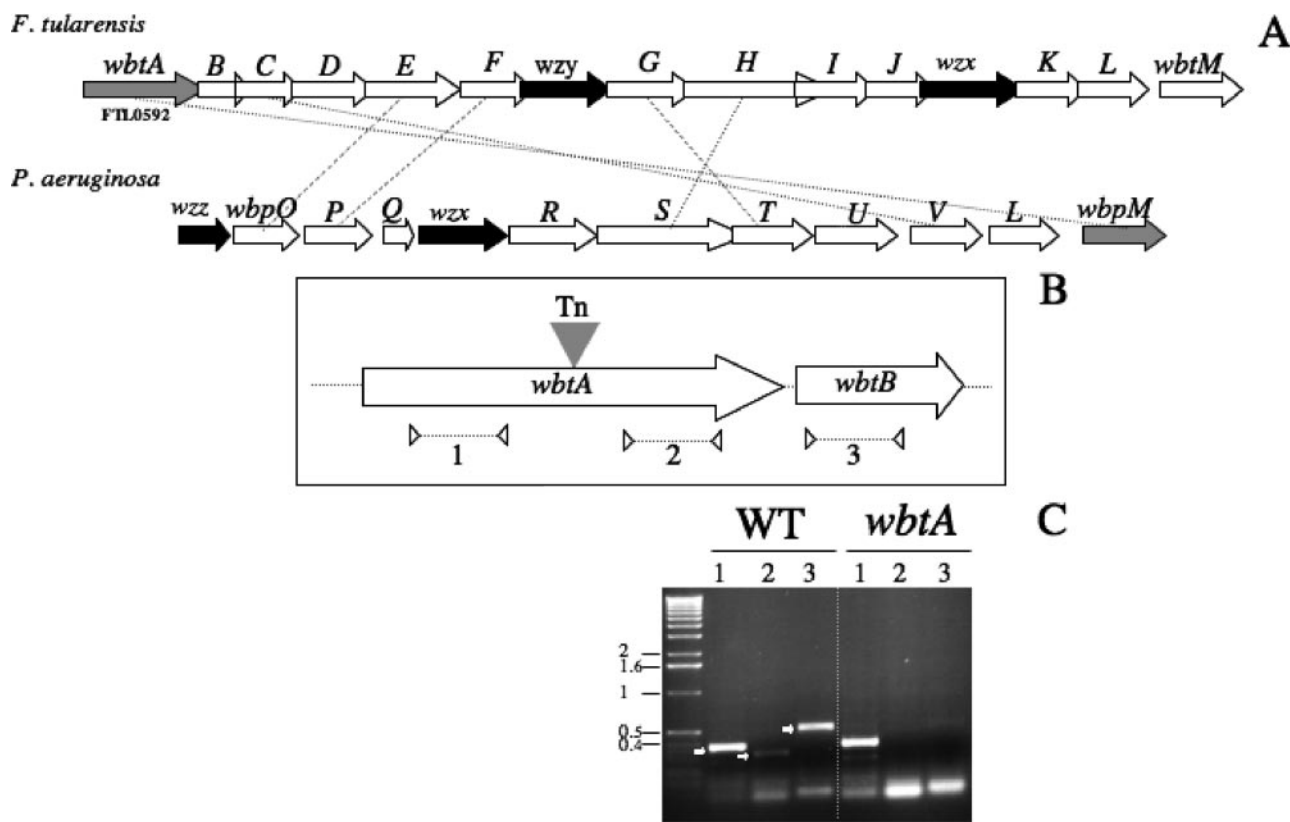 F. tularensis
A
wbtA B C D E F wzy G H I J wzx K L wbtM
FTL0592
P. aeruginosa
wzz wbpO P Q wzx R S T U V L wbpM
B
Tn
wbtA wbtB
1 2 3
C
WT wbtA
1 2 3 1 2 3
2
1.6
1
0.5
0.4